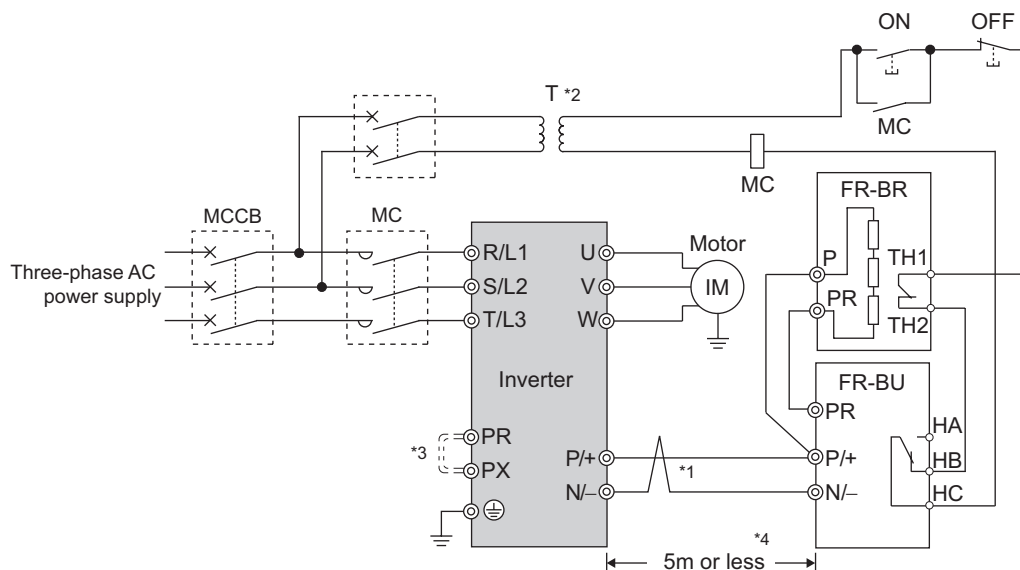 ON OFF
T *2
MC
MC
FR-BR
MCCB MC
R/L1 U Motor
P TH1
Three-phase AC
power supply
S/L2 V IM
PR
T/L3 W TH2
Inverter
FR-BU
PR
*3 PR HA
PX P/+ *1 P/+ HB
N/– N/– HC
*4
5m or less